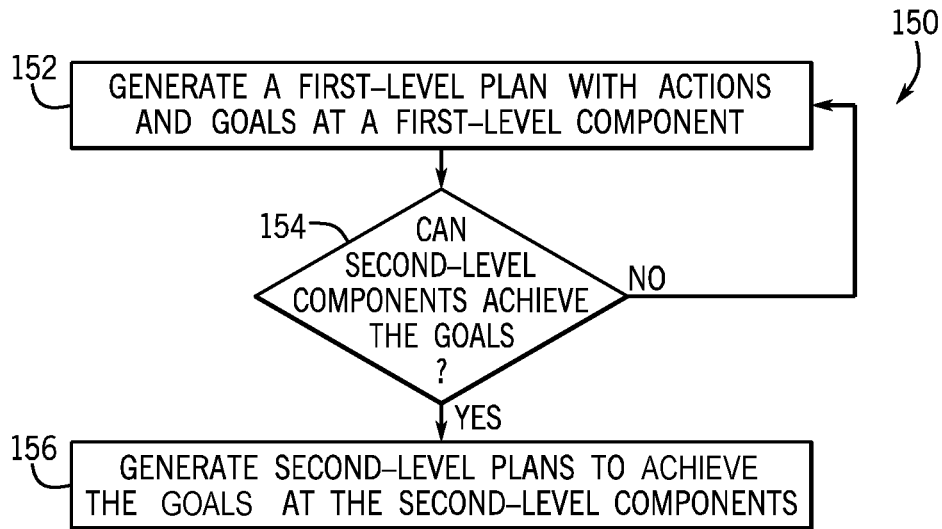 150
152
GENERATE A FIRST–LEVEL PLAN WITH ACTIONS
AND GOALS AT A FIRST–LEVEL COMPONENT
154
CAN
SECOND–LEVEL
COMPONENTS ACHIEVE
THE GOALS
?
NO
YES
156
GENERATE SECOND–LEVEL PLANS TO ACHIEVE
THE GOALS AT THE SECOND–LEVEL COMPONENTS